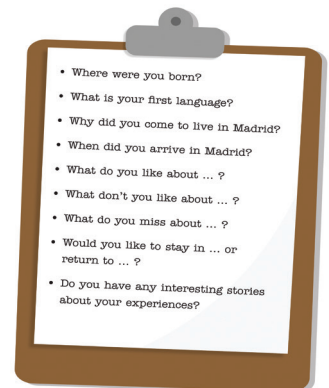 • Where were you born?
• What is your first language?
• Why did you come to live in Madrid?
• When did you arrive in Madrid?
• What do you like about ... ?
• What don't you like about ... ?
• What do you miss about ... ?
• Would you like to stay in ... or
return to ... ?
• Do you have any interesting stories
about your experiences?